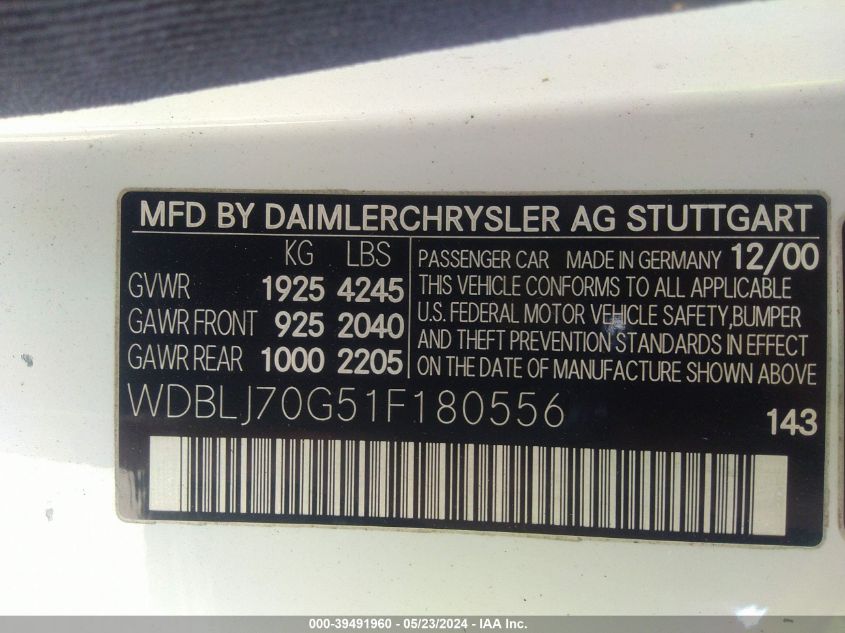 MFD BY DAIMLERCHRYSLER AG STUTTGART
KG LBS
GVWR 1925 4245
GAWR FRONT 925 2040
GAWR REAR 1000 2205
PASSENGER CAR MADE IN GERMANY 12/00
THIS VEHICLE CONFORMS TO ALL APPLICABLE
U.S. FEDERAL MOTOR VEHICLE SAFETY,BUMPER
AND THEFT PREVENTION STANDARDS IN EFFECT
ON THE DATE OF MANUFACTURE SHOWN ABOVE
WDBLJ70G51F180556
143
000-39491960 — 05/23/2024 — IAA Inc.